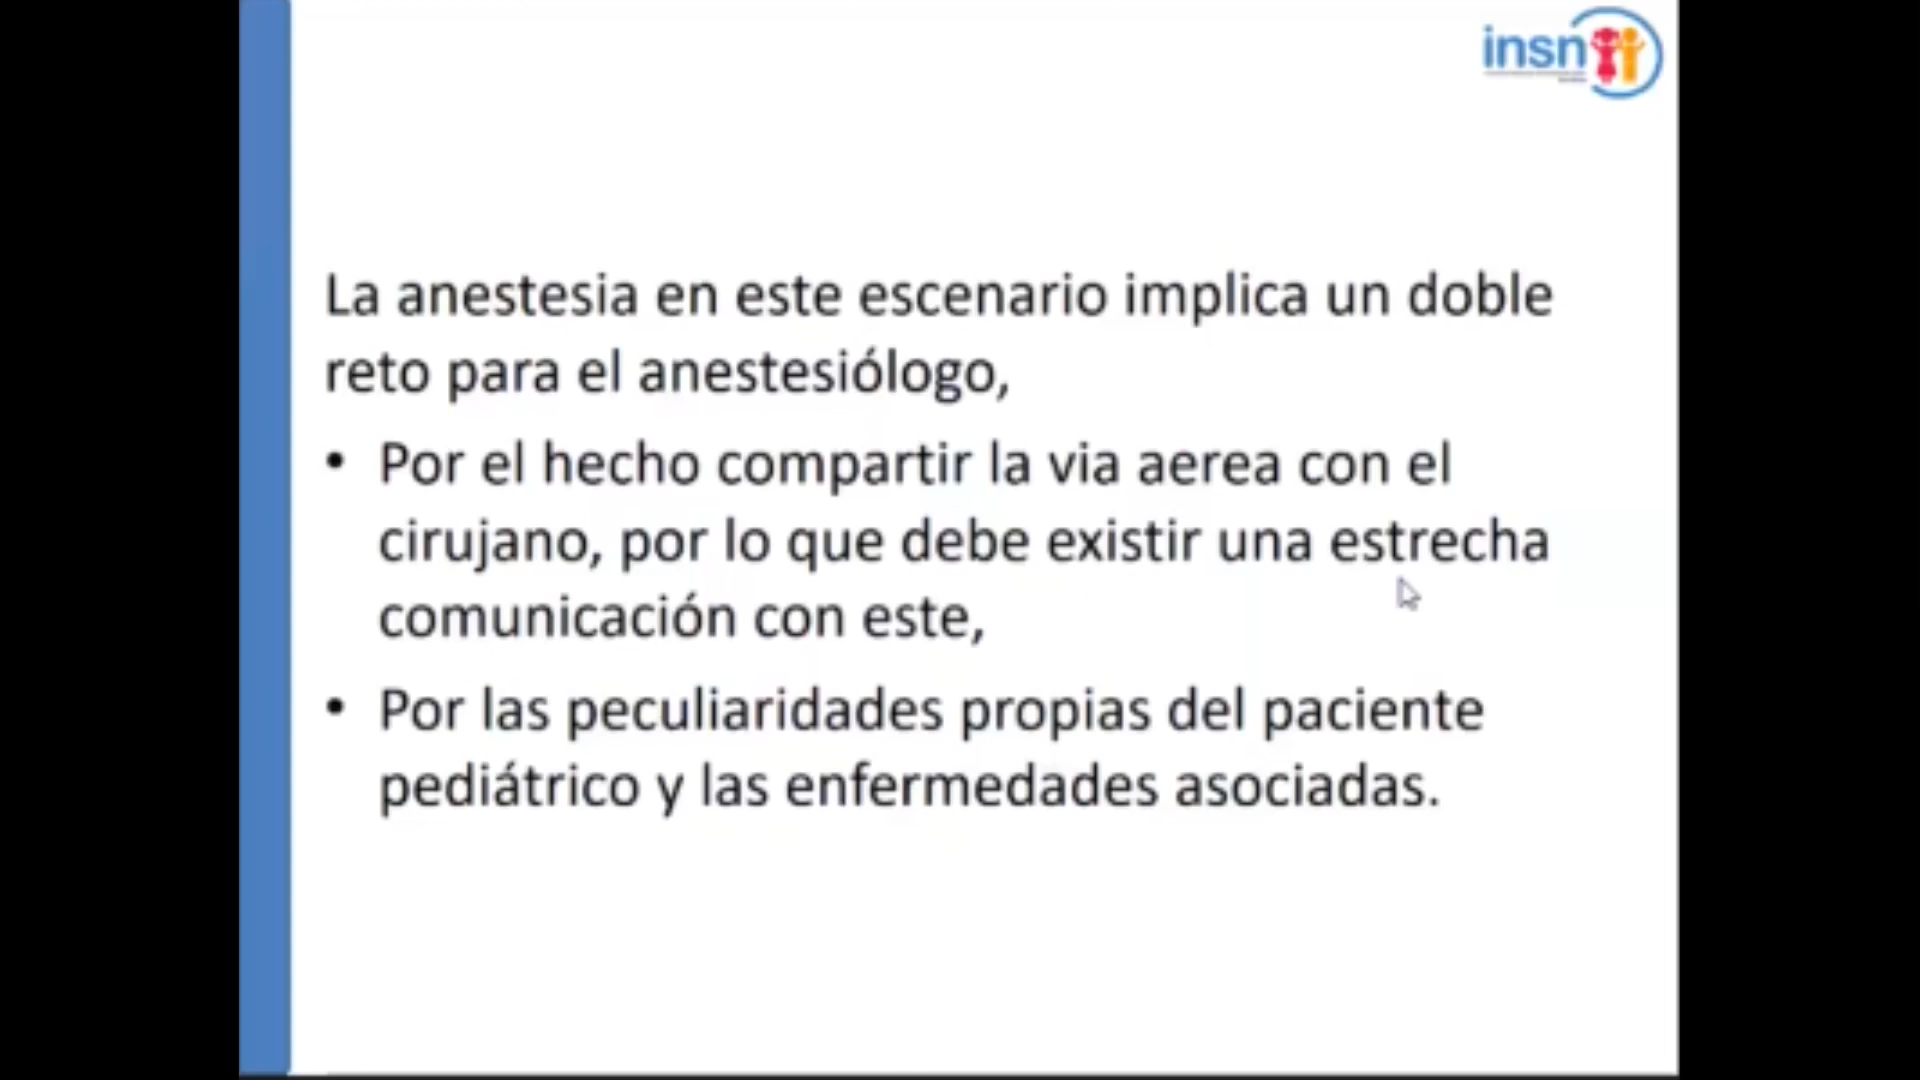 insn
La anestesia en este escenario implica un doble
reto para el anestesiólogo,
• Por el hecho compartir la via aerea con el
cirujano, por lo que debe existir una estrecha
comunicación con este,
• Por las peculiaridades propias del paciente
pediátrico y las enfermedades asociadas.